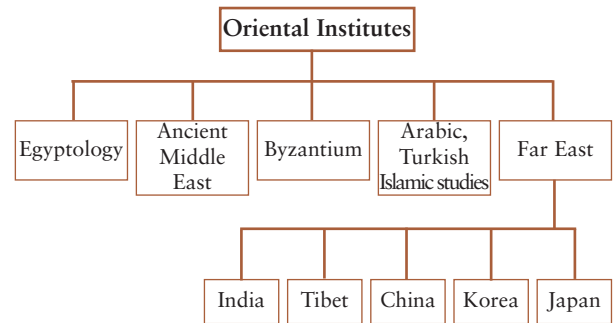 Oriental Institutes
Egyptology
Ancient
Middle
East
Byzantium
Arabic,
Turkish
Islamic studies
Far East
India
Tibet
China
Korea
Japan